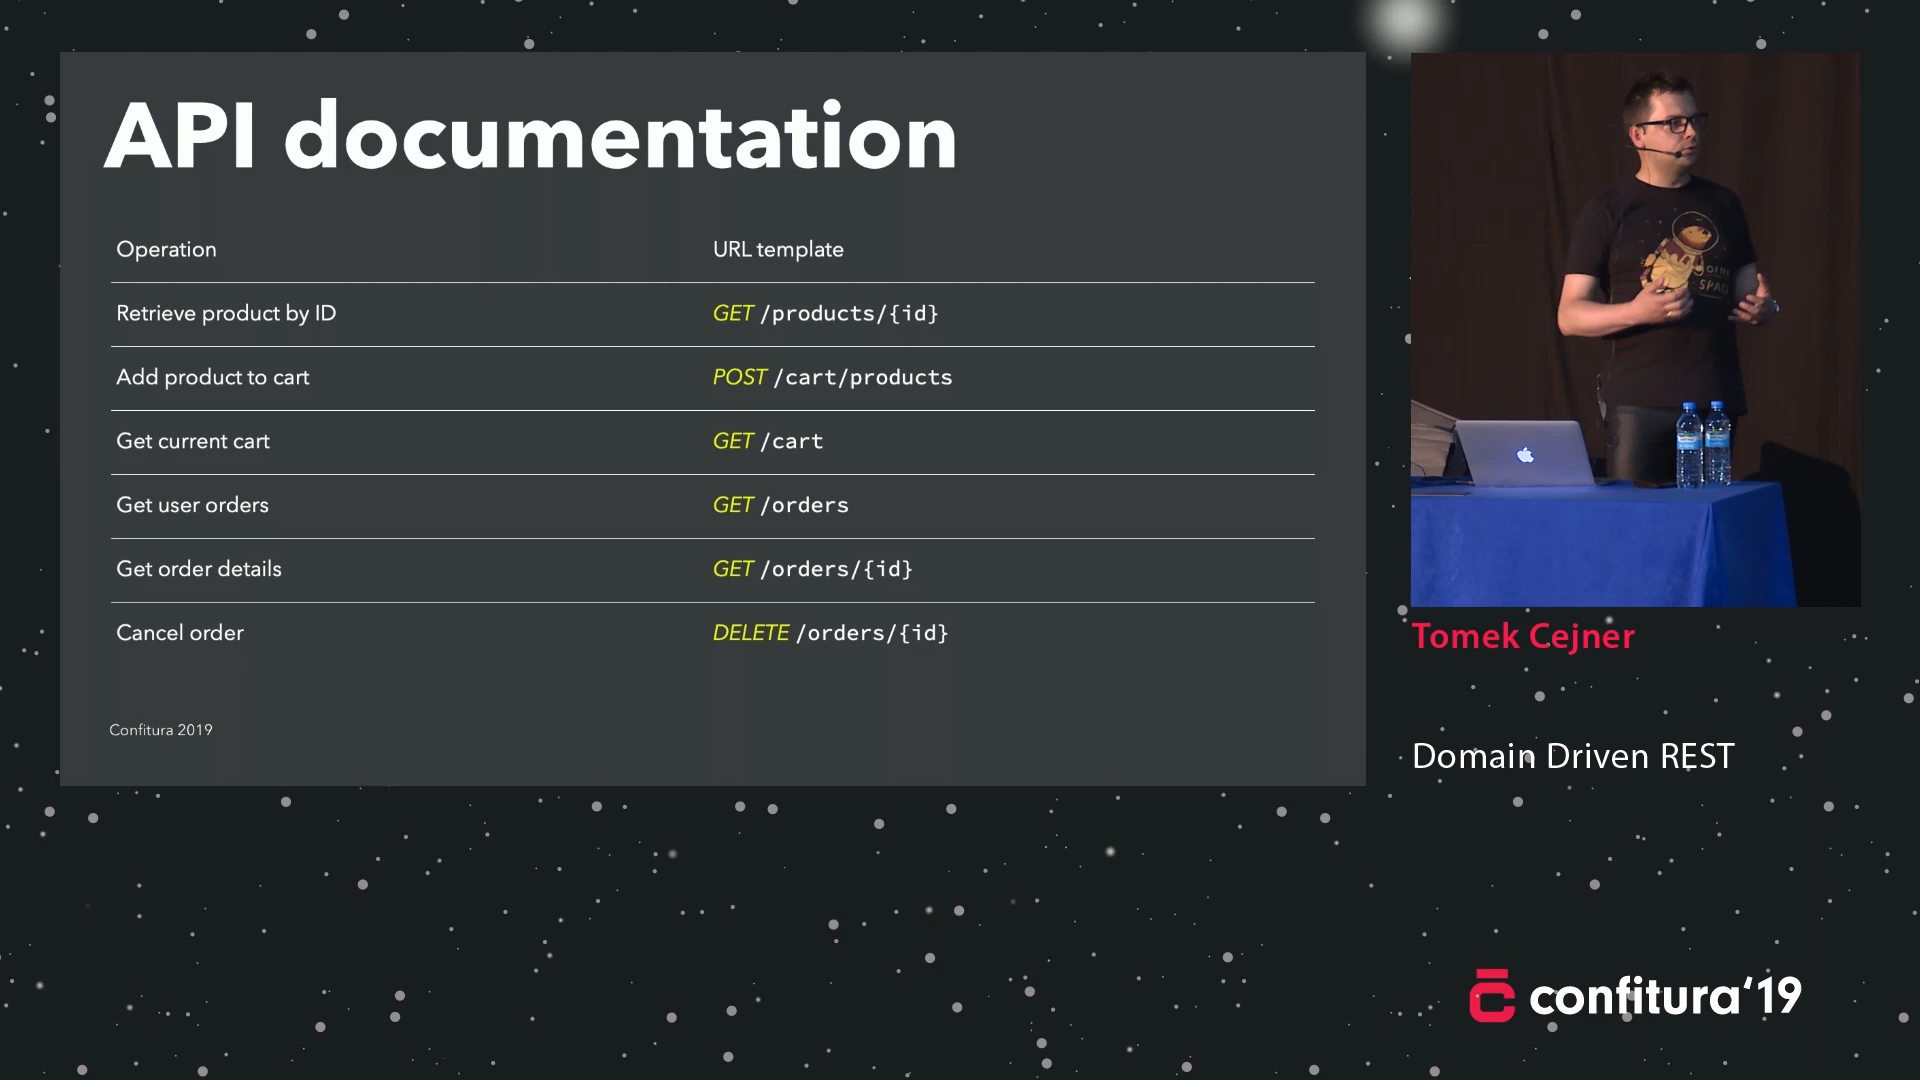 API documentation
Operation URL template
Retrieve product by ID GET /products/{id}
Add product to cart POST /cart/products
Get current cart GET /cart
Get user orders GET /orders
Get order details GET /orders/{id}
Cancel order DELETE /orders/{id}
Confitura 2019
SPACE
Tomek Cejner
Domain Driven REST
confitura‘19